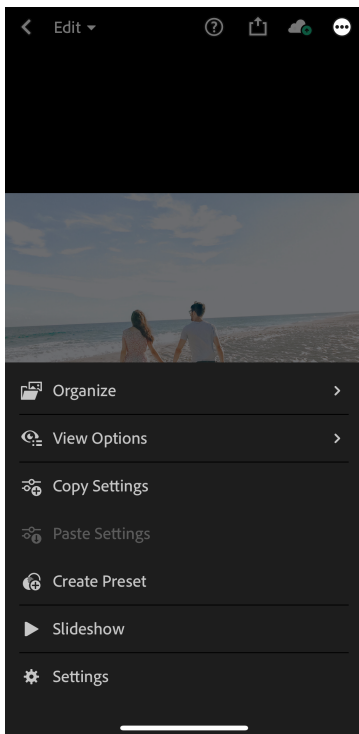 Edit
Organize
View Options
Copy Settings
Paste Settings
Create Preset
Slideshow
Settings